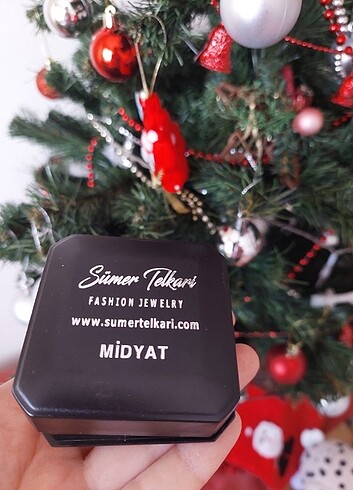 Sümer Telkari
FASHION JEWELRY
www.sumertelkari.com
MİDYAT